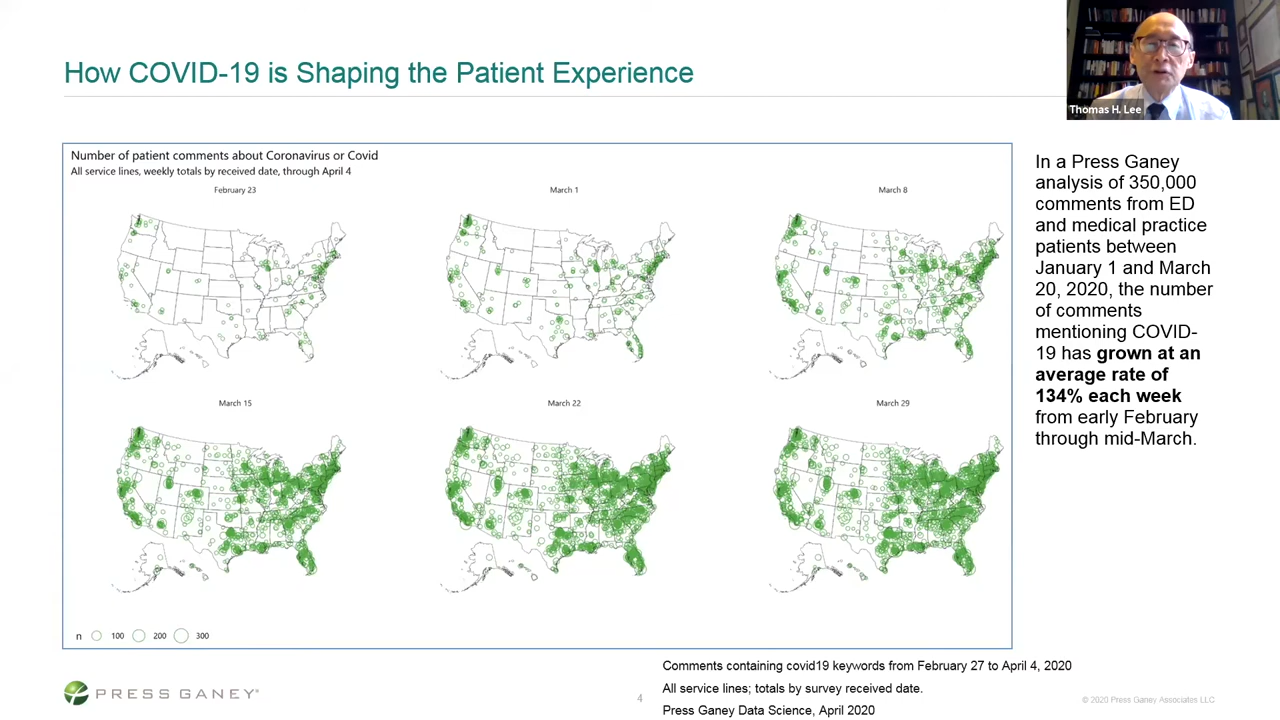 How COVID-19 is Shaping the Patient Experience
Thomas H. Lee
Number of patient comments about Coronavirus or Covid
All service lines, weekly totals by received date, through April 4
February 23
March 1
March 8
March 15
March 22
March 29
n 100 200 300
In a Press Ganey
analysis of 350,000
comments from ED
and medical practice
patients between
January 1 and March
20, 2020, the number
of comments
mentioning COVID-
19 has grown at an
average rate of
134% each week
from early February
through mid-March.
Comments containing covid19 keywords from February 27 to April 4, 2020
All service lines; totals by survey received date.
Press Ganey Data Science, April 2020
PRESS GANEY®
4
© 2020 Press Ganey Associates LLC